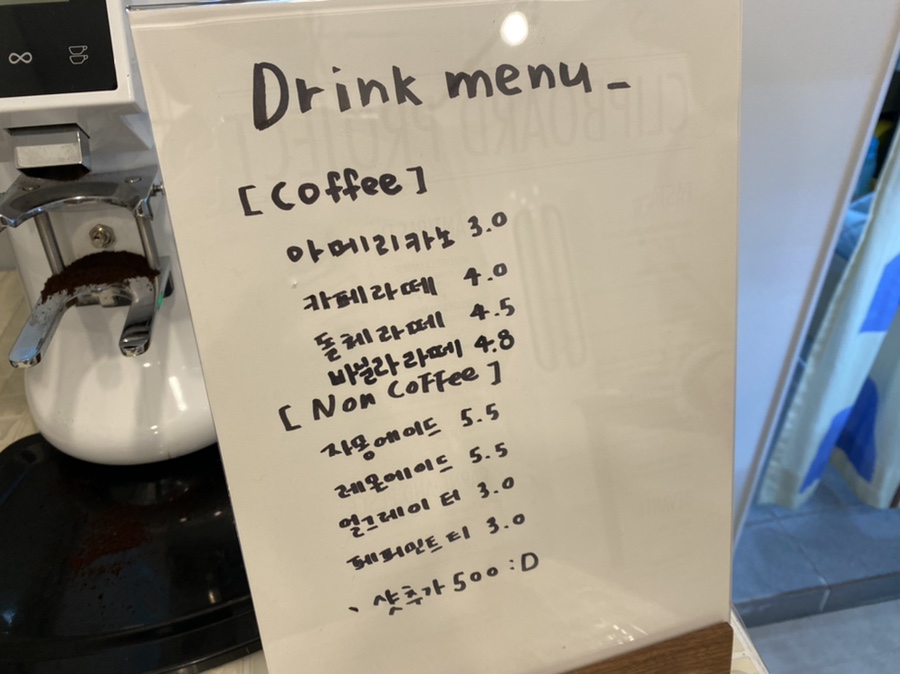 Drink menu_
[Coffee]
아메리카노 3.0
카페라떼 4.0
돌체라떼 4.5
바닐라라떼 4.8
[Non Coffee]
자몽에이드 5.5
레몬에이드 5.5
얼그레이 티 3.0
페퍼민트 티 3.0
、샷추가 500 :D
CLIPBOARD PROJECT